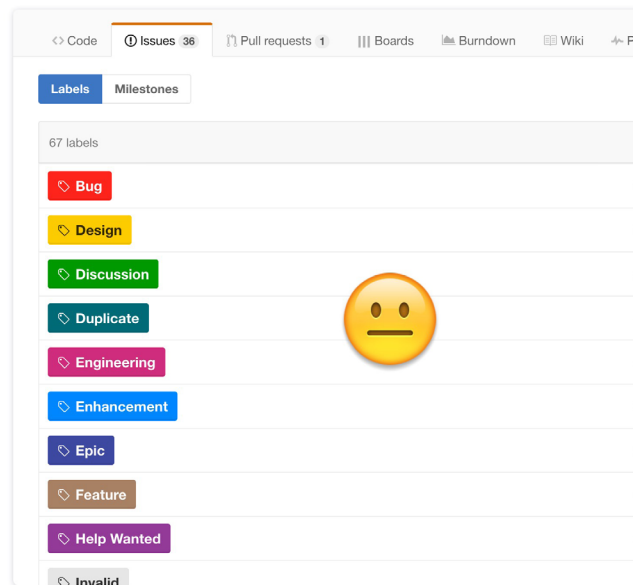 <> Code Issues 36 Pull requests 1 Boards Burndown Wiki
Labels Milestones
67 labels
Bug
Design
Discussion
Duplicate
Engineering
Enhancement
Epic
Feature
Help Wanted
Invalid